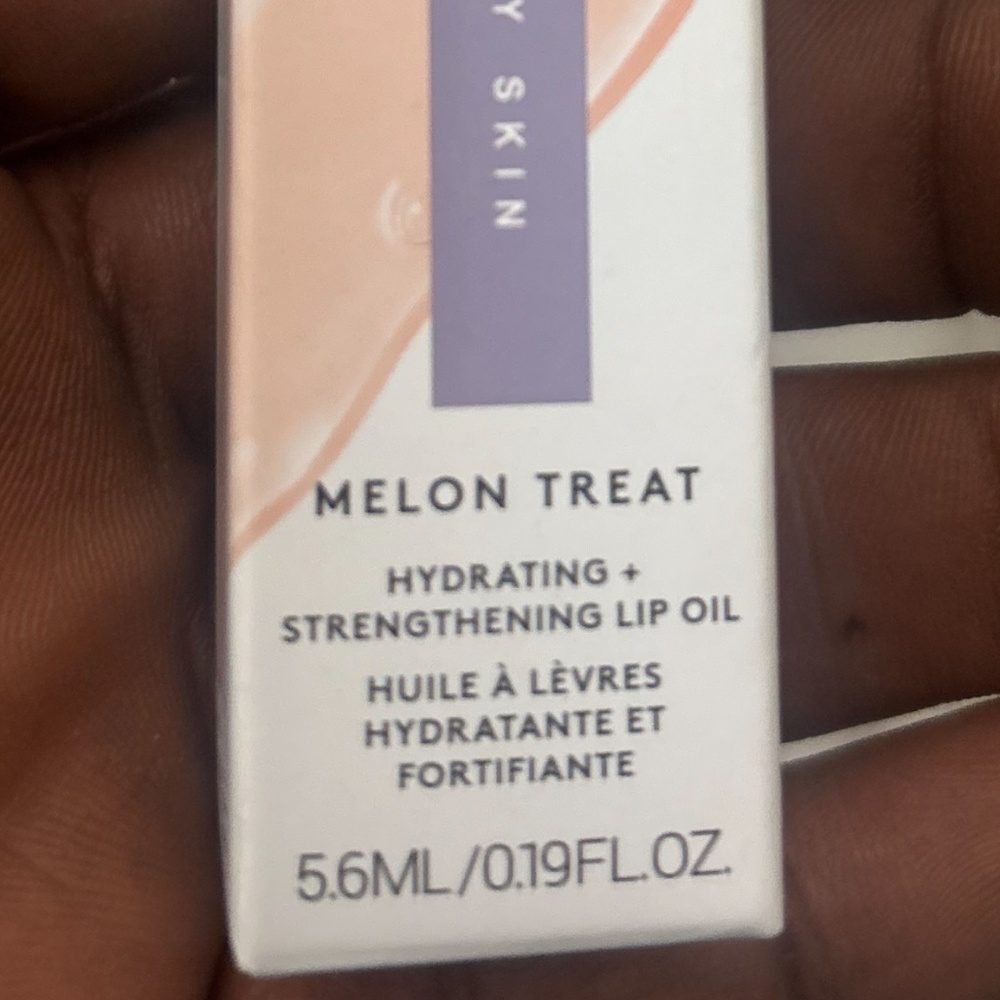 Y SKIN
MELON TREAT
HYDRATING +
STRENGTHENING LIP OIL
HUILE À LÈVRES
HYDRATANTE ET
FORTIFIANTE
5.6ML/0.19FL.OZ.